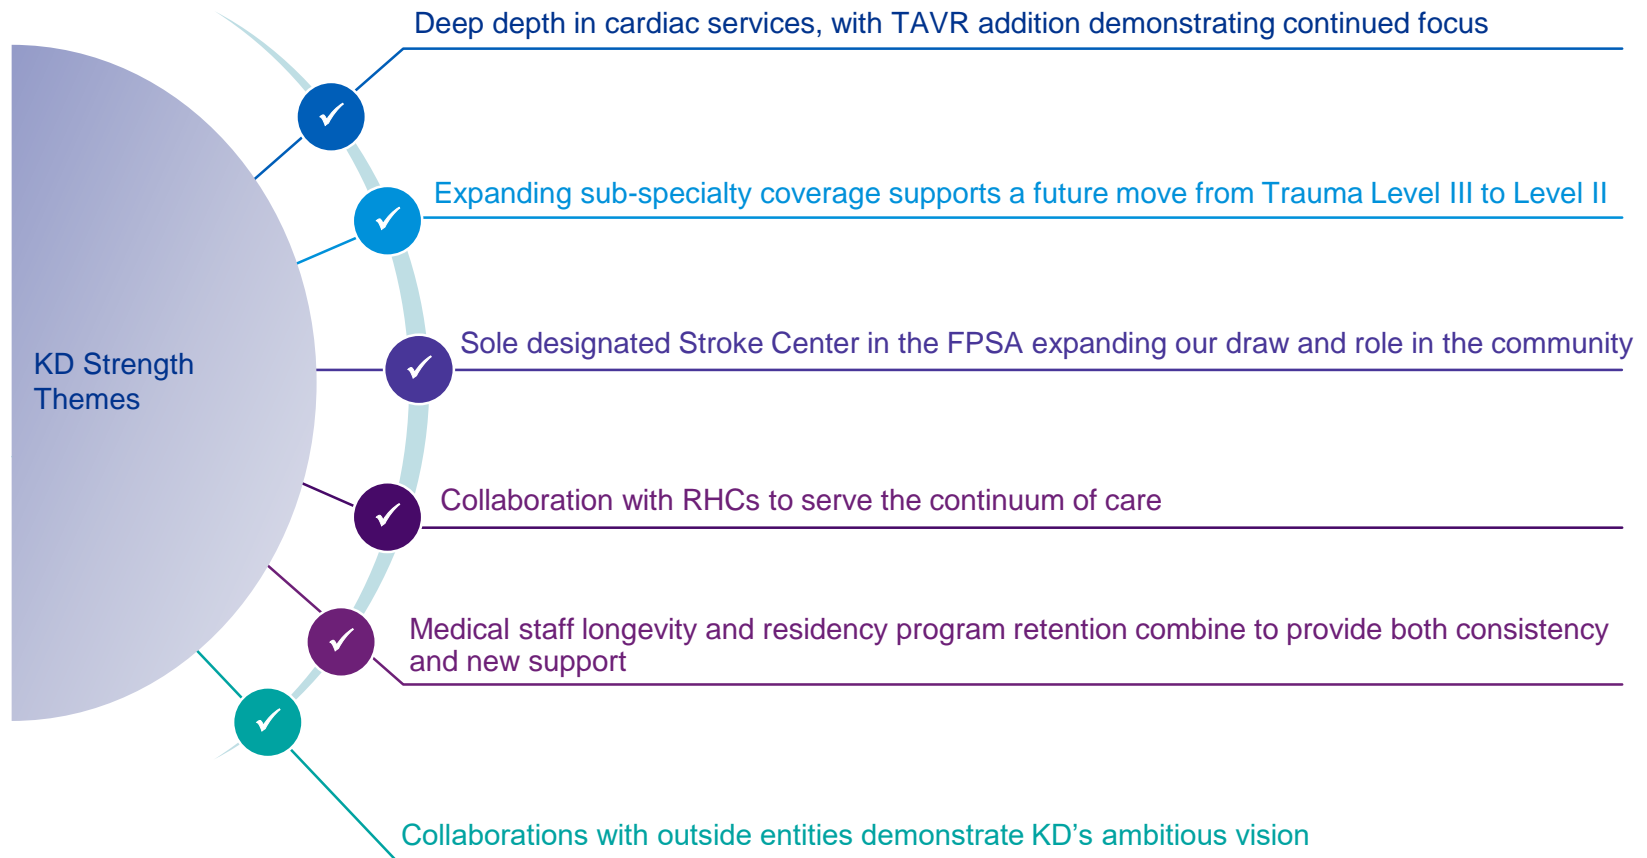 Deep depth in cardiac services, with TAVR addition demonstrating continued focus
Expanding sub-specialty coverage supports a future move from Trauma Level III to Level II
Sole designated Stroke Center in the FPSA expanding our draw and role in the community
KD Strength
Themes
Collaboration with RHCs to serve the continuum of care
Medical staff longevity and residency program retention combine to provide both consistency
and new support
Collaborations with outside entities demonstrate KD’s ambitious vision